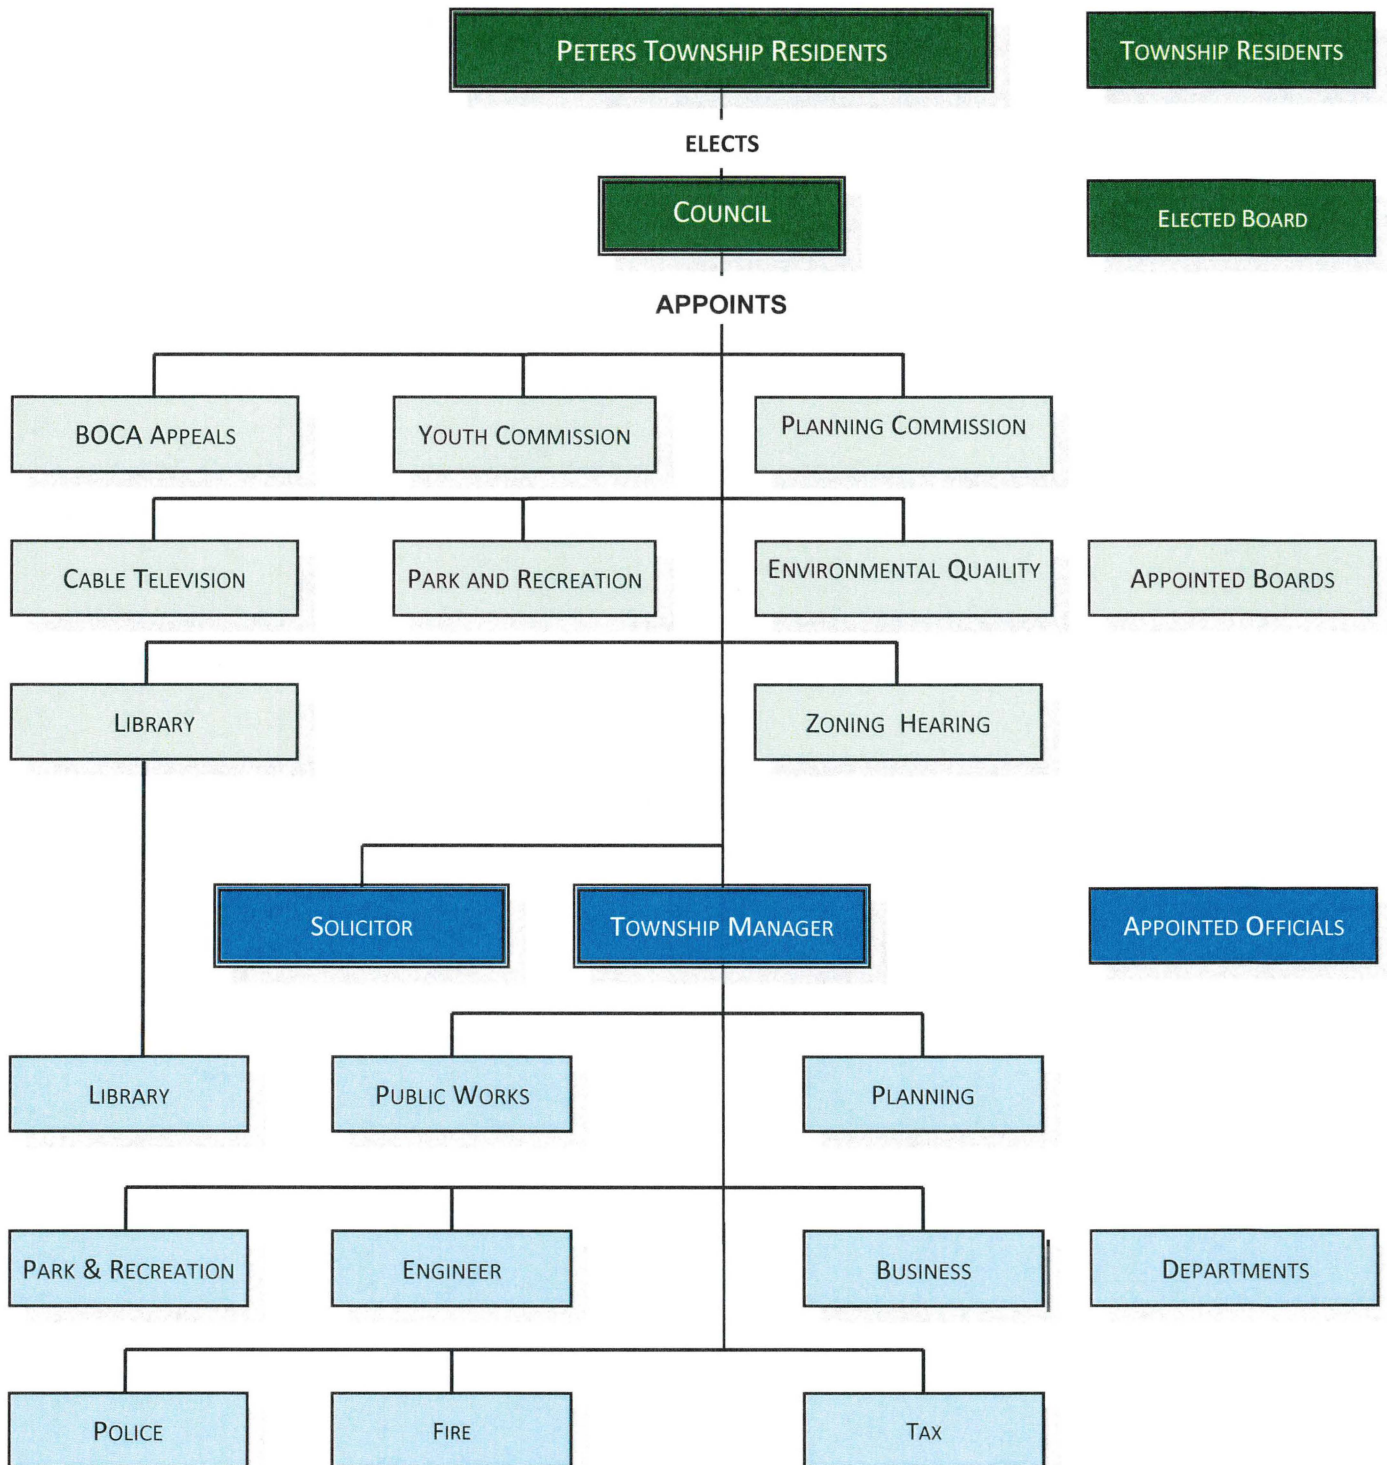 PETERS TOWNSHIP RESIDENTS
TOWNSHIP RESIDENTS
ELECTS
COUNCIL
ELECTED BOARD
APPOINTS
BOCA APPEALS
YOUTH COMMISSION
PLANNING COMMISSION
CABLE TELEVISION
PARK AND RECREATION
ENVIRONMENTAL QUAILITY
APPOINTED BOARDS
LIBRARY
ZONING HEARING
SOLICITOR
TOWNSHIP MANAGER
APPOINTED OFFICIALS
LIBRARY
PUBLIC WORKS
PLANNING
PARK & RECREATION
ENGINEER
BUSINESS
DEPARTMENTS
POLICE
FIRE
TAX